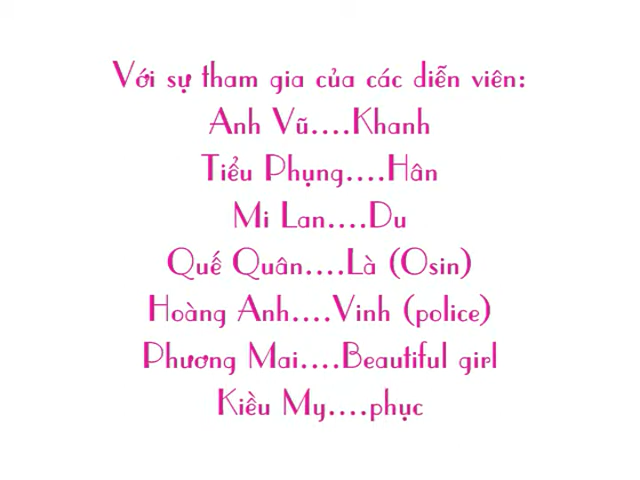 Với sự tham gia của các diễn viên:
Anh Vũ....Khanh
Tiểu Phụng....Hân
Mi Lan....Du
Quế Quân....Là (Osin)
Hoàng Anh....Vinh (police)
Phương Mai....Beautiful girl
Kiều My....phục